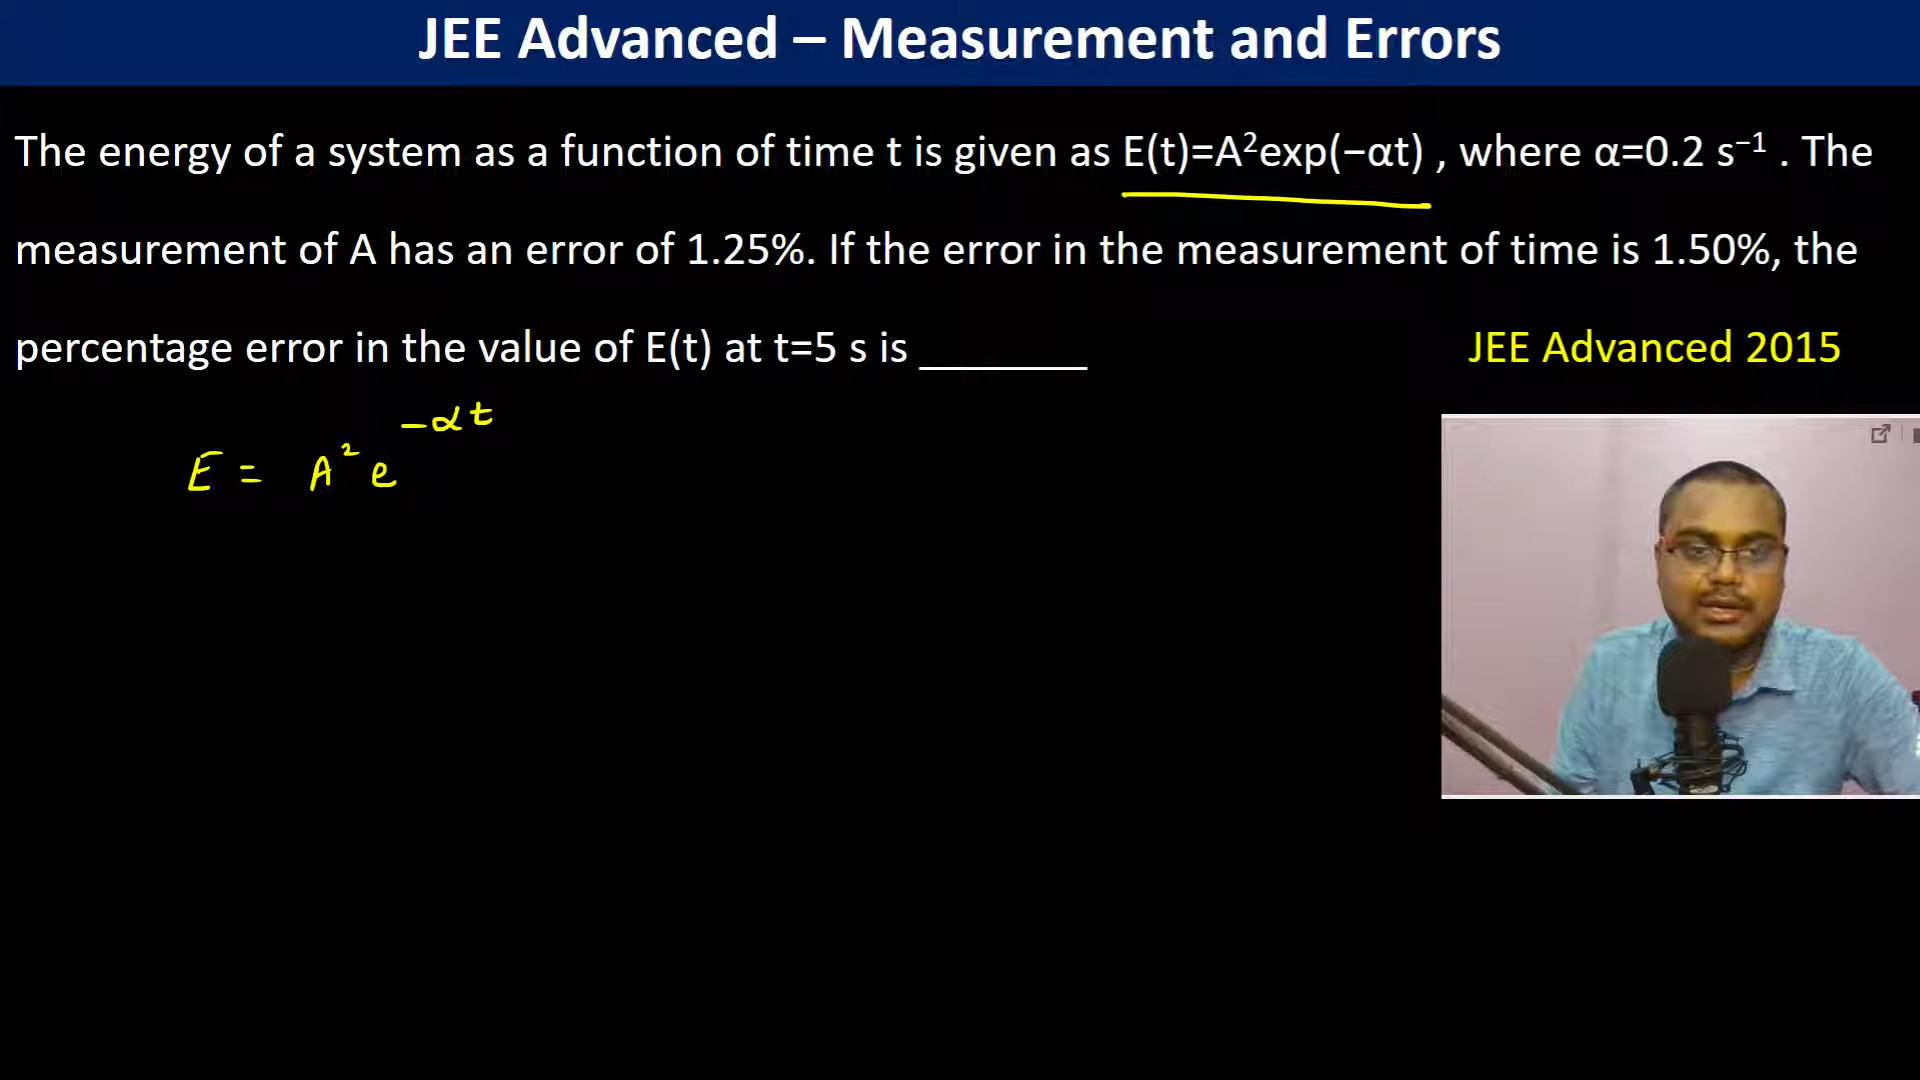 JEE Advanced – Measurement and Errors
The energy of a system as a function of time t is given as E(t)=A²exp(−αt) , where α=0.2 s⁻¹ . The
measurement of A has an error of 1.25%. If the error in the measurement of time is 1.50%, the
percentage error in the value of E(t) at t=5 s is ________
JEE Advanced 2015
E = A² e^{-αt}